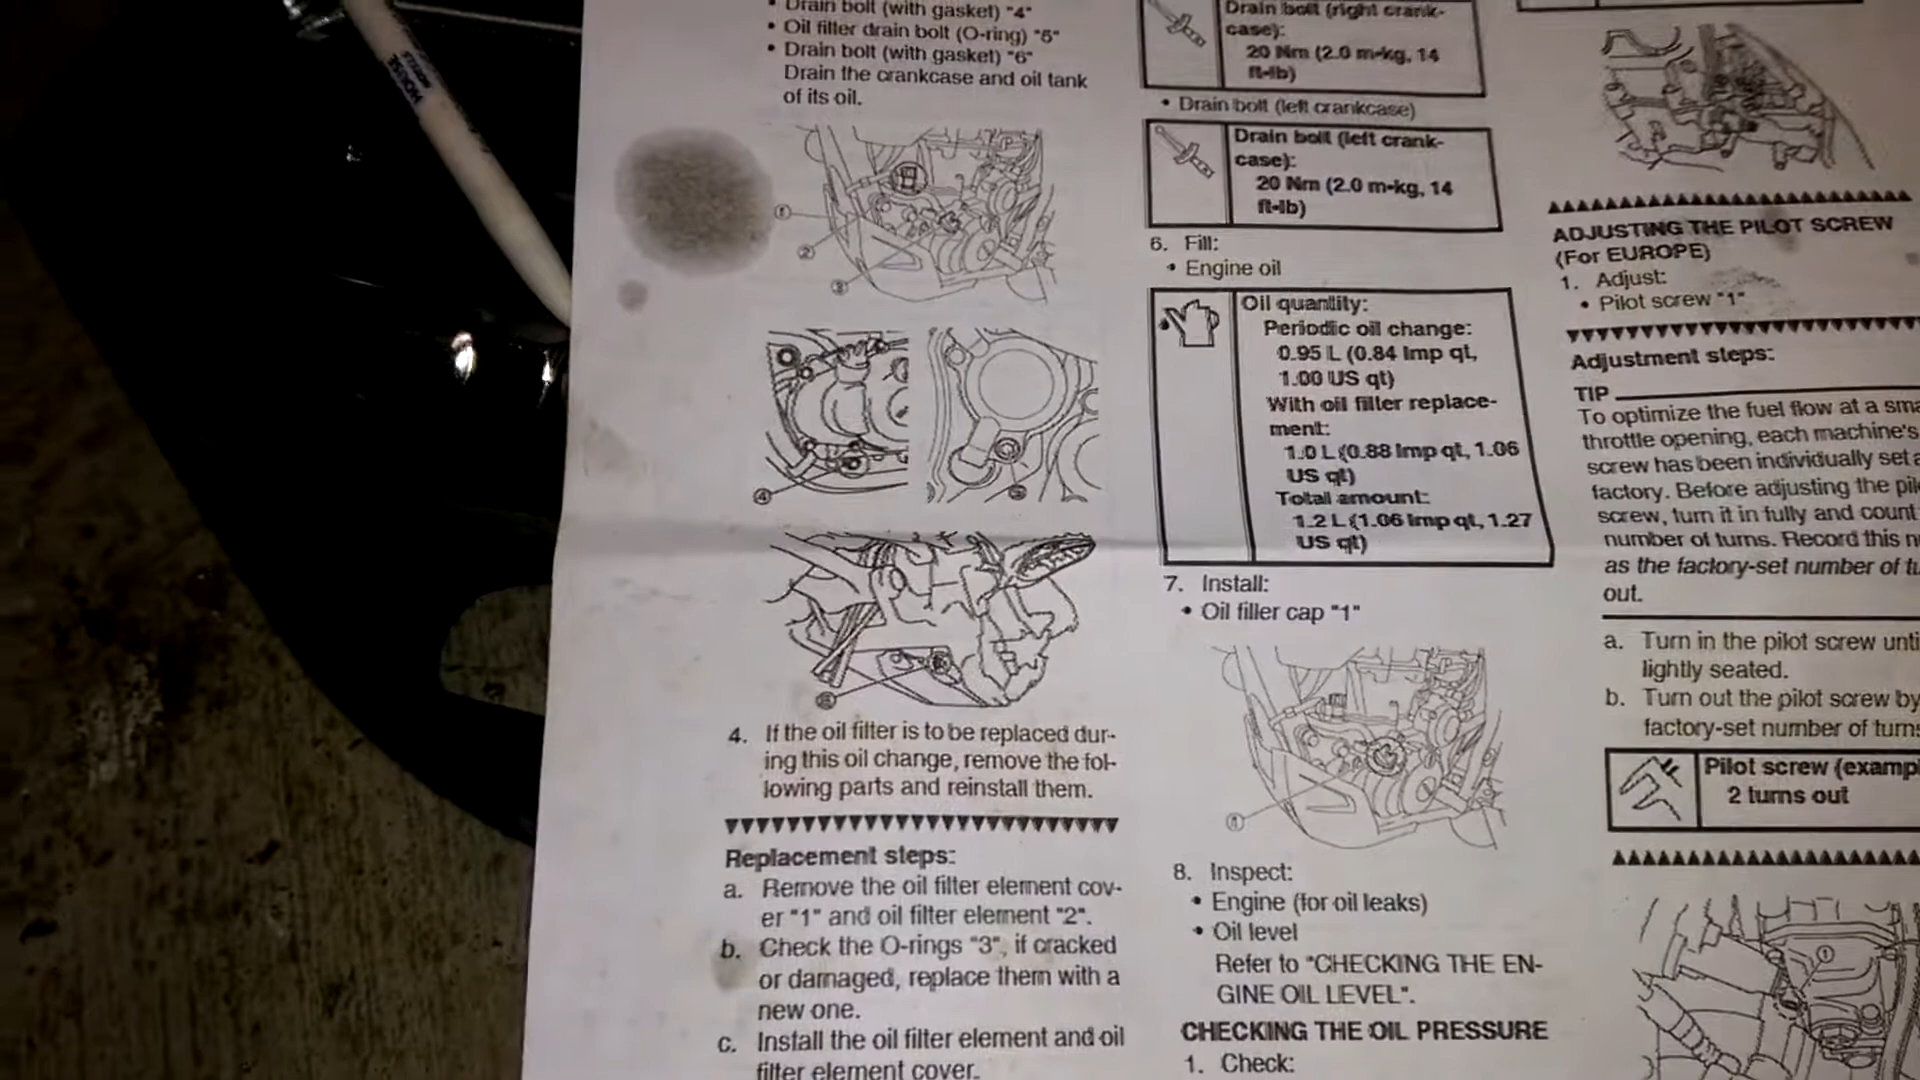 • Drain bolt (with gasket) "4"
• Oil filter drain bolt (O-ring) "5"
• Drain bolt (with gasket) "6"
Drain the crankcase and oil tank
of its oil.
①
②
③
④
⑤
⑥
4. If the oil filter is to be replaced dur-
ing this oil change, remove the fol-
lowing parts and reinstall them.
Replacement steps:
a. Remove the oil filter element cov-
er "1" and oil filter element "2".
b. Check the O-rings "3", if cracked
or damaged, replace them with a
new one.
c. Install the oil filter element and oil
filter element cover.
Drain bolt (right crank-
case):
20 Nm (2.0 m•kg, 14
ft•lb)
• Drain bolt (left crankcase)
Drain bolt (left crank-
case):
20 Nm (2.0 m•kg, 14
ft•lb)
6. Fill:
• Engine oil
Oil quantity:
Periodic oil change:
0.95 L (0.84 Imp qt,
1.00 US qt)
With oil filter replace-
ment:
1.0 L (0.88 Imp qt, 1.06
US qt)
Total amount:
1.2 L (1.06 Imp qt, 1.27
US qt)
7. Install:
• Oil filler cap "1"
①
8. Inspect:
• Engine (for oil leaks)
• Oil level
Refer to "CHECKING THE EN-
GINE OIL LEVEL".
CHECKING THE OIL PRESSURE
1. Check:
ADJUSTING THE PILOT SCREW
(For EUROPE)
1. Adjust:
• Pilot screw "1"
Adjustment steps:
TIP
To optimize the fuel flow at a sma
throttle opening, each machine's
screw has been individually set a
factory. Before adjusting the pil
screw, turn it in fully and count
number of turns. Record this n
as the factory-set number of tu
out.
a. Turn in the pilot screw unti
lightly seated.
b. Turn out the pilot screw by
factory-set number of turns
Pilot screw (exampl
2 turns out
①